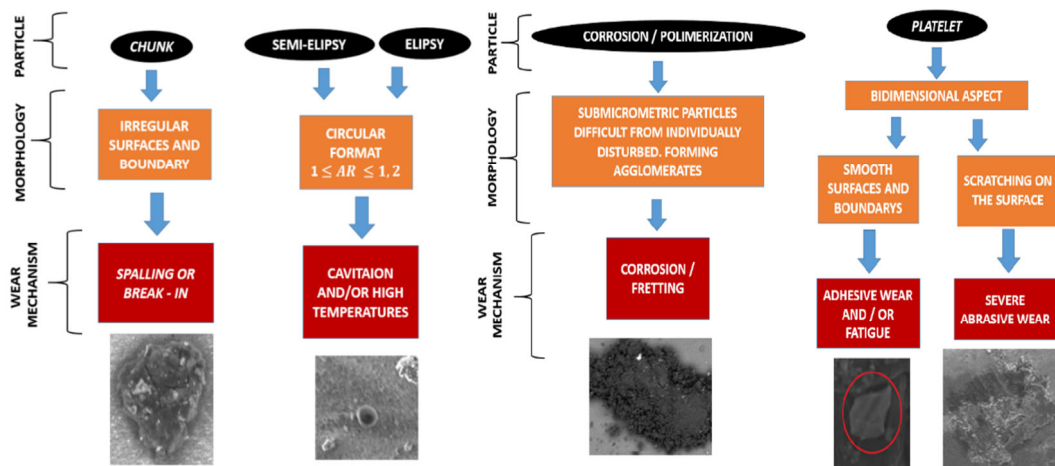 PARTICLE
CHUNK
SEMI-ELIPSY
ELIPSY
MORPHOLOGY
IRREGULAR
SURFACES AND
BOUNDARY
CIRCULAR
FORMAT
1 ≤ AR ≤ 1,2
WEAR
MECHANISM
SPALLING OR
BREAK - IN
CAVITAION
AND/OR HIGH
TEMPERATURES
PARTICLE
CORROSION / POLIMERIZATION
PLATELET
MORPHOLOGY
SUBMICROMETRIC PARTICLES
DIFFICULT FROM INDIVIDUALLY
DISTURBED. FORMING
AGGLOMERATES
BIDIMENSIONAL ASPECT
SMOOTH
SURFACES AND
BOUNDARYS
SCRATCHING ON
THE SURFACE
WEAR
MECHANISM
CORROSION /
FRETTING
ADHESIVE WEAR
AND / OR
FATIGUE
SEVERE
ABRASIVE WEAR